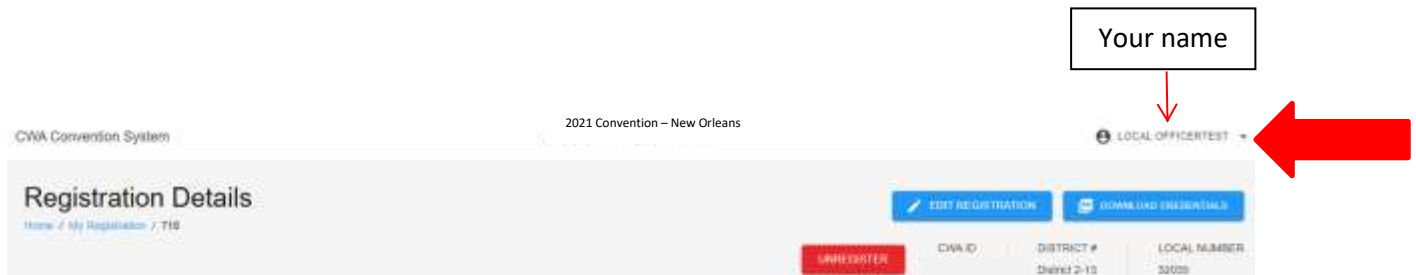 Your name
2021 Convention – New Orleans
CWA Convention System
LOCAL OFFICERTEST
Registration Details
EDIT REGISTRATION
DOWNLOAD CREDENTIALS
Home / My Registration / 710
UNREGISTER
CWA ID
DISTRICT #
LOCAL NUMBER
District 2-13